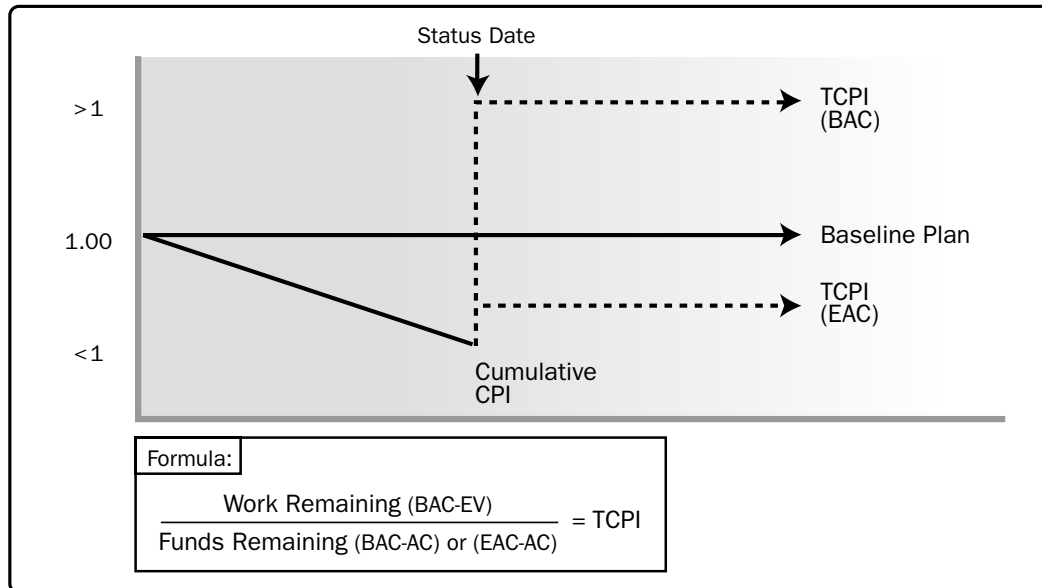 Status Date
>1
TCPI
(BAC)
1.00
Baseline Plan
TCPI
(EAC)
<1
Cumulative
CPI
Formula:
Work Remaining (BAC-EV)
= TCPI
Funds Remaining (BAC-AC) or (EAC-AC)